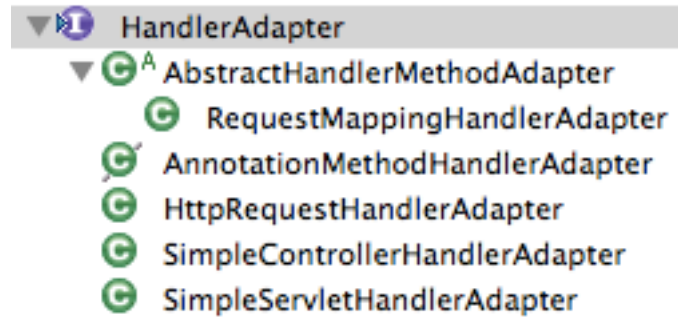 HandlerAdapter
AbstractHandlerMethodAdapter
RequestMappingHandlerAdapter
AnnotationMethodHandlerAdapter
HttpRequestHandlerAdapter
SimpleControllerHandlerAdapter
SimpleServletHandlerAdapter